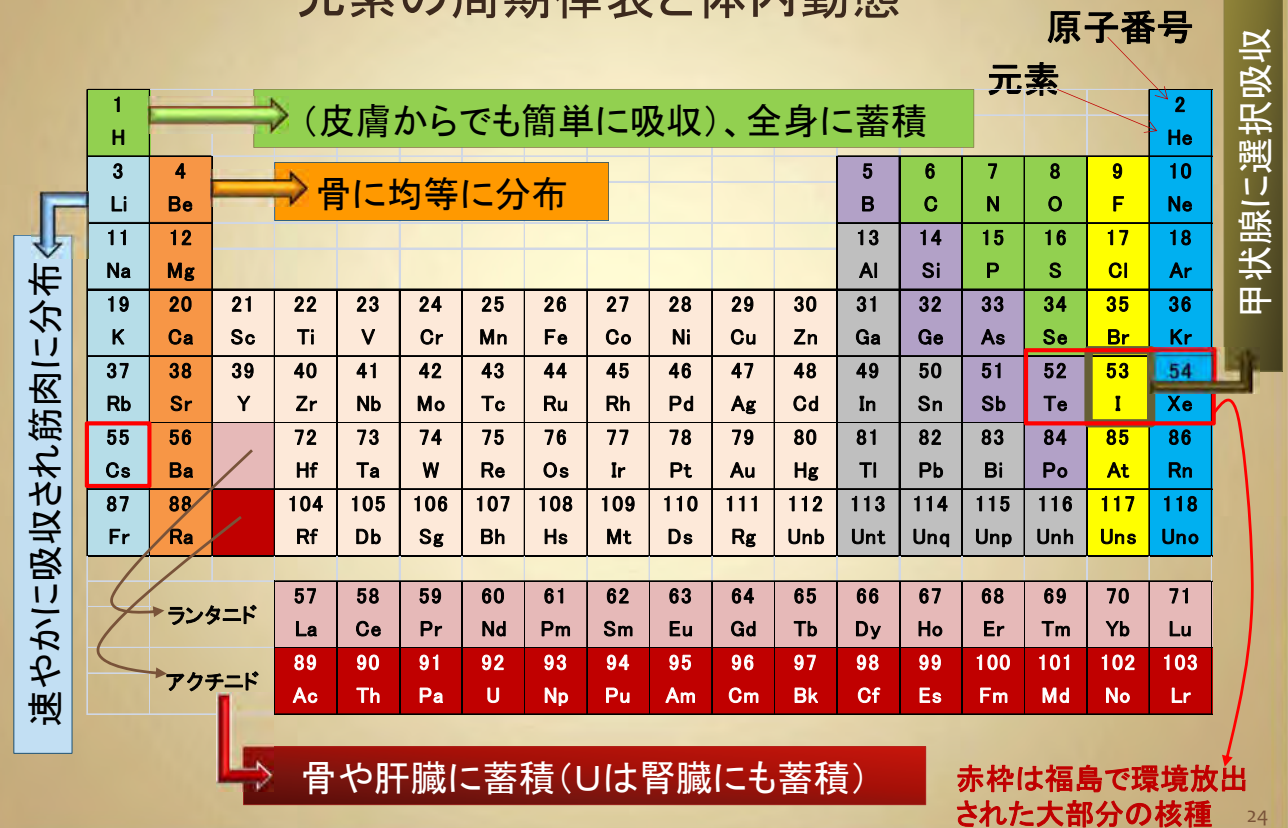 元素の周期律表と体内動態
原子番号
元素
甲状腺に選択吸収
(皮膚からでも簡単に吸収)、全身に蓄積
骨に均等に分布
速やかに吸収され筋肉に分布
1 2
H He
3 4 5 6 7 8 9 10
Li Be B C N O F Ne
11 12 13 14 15 16 17 18
Na Mg Al Si P S Cl Ar
19 20 21 22 23 24 25 26 27 28 29 30 31 32 33 34 35 36
K Ca Sc Ti V Cr Mn Fe Co Ni Cu Zn Ga Ge As Se Br Kr
37 38 39 40 41 42 43 44 45 46 47 48 49 50 51 52 53 54
Rb Sr Y Zr Nb Mo Tc Ru Rh Pd Ag Cd In Sn Sb Te I Xe
55 56 72 73 74 75 76 77 78 79 80 81 82 83 84 85 86
Cs Ba Hf Ta W Re Os Ir Pt Au Hg Tl Pb Bi Po At Rn
87 88 104 105 106 107 108 109 110 111 112 113 114 115 116 117 118
Fr Ra Rf Db Sg Bh Hs Mt Ds Rg Unb Unt Unq Unp Unh Uns Uno
ランタニド
57 58 59 60 61 62 63 64 65 66 67 68 69 70 71
La Ce Pr Nd Pm Sm Eu Gd Tb Dy Ho Er Tm Yb Lu
アクチニド
89 90 91 92 93 94 95 96 97 98 99 100 101 102 103
Ac Th Pa U Np Pu Am Cm Bk Cf Es Fm Md No Lr
骨や肝臓に蓄積(Uは腎臓にも蓄積)
赤枠は福島で環境放出
された大部分の核種
24